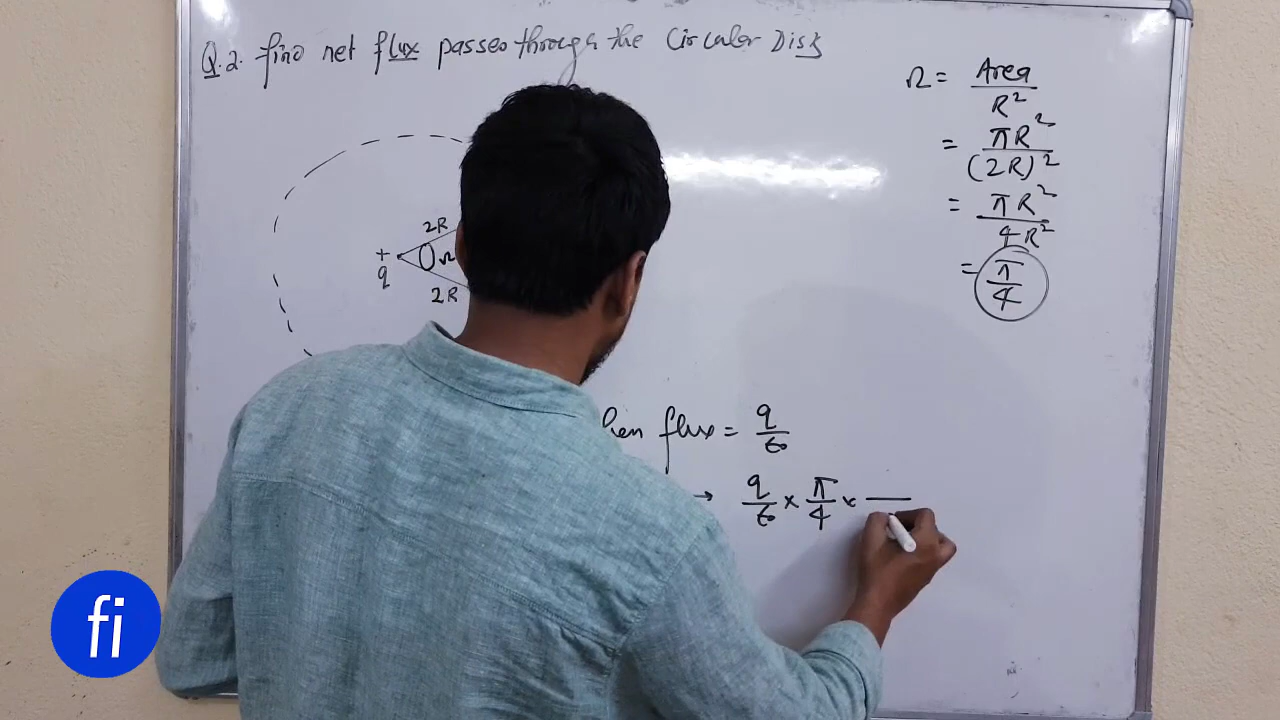 Q.2. find net flux passes through the Circular Disk
Ω = Area / R²
= πR² / (2R)²
= πR² / 4R²
= π / 4
2R
+
q
Ω
2R
hen flux = q / ε₀
→ q / ε₀ × π / 4 ×
fi